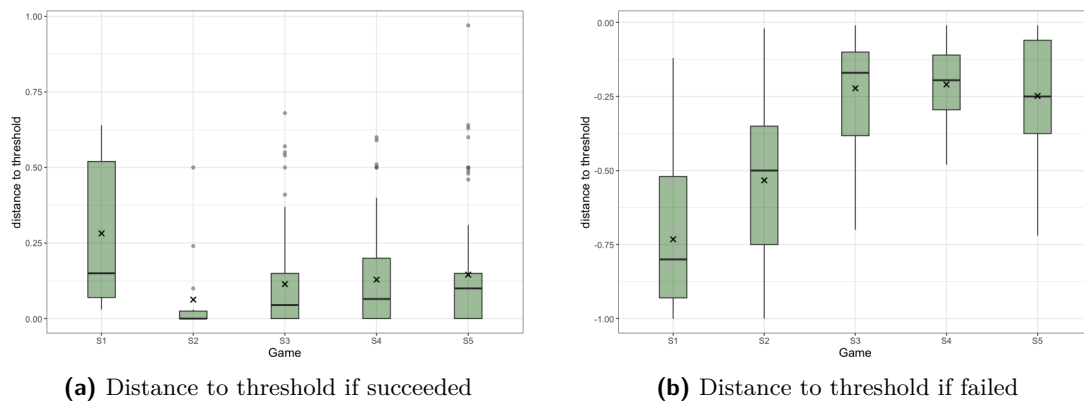 1.00
0.75
0.50
0.25
0.00
distance to threshold
S1 S2 S3 S4 S5
Game
(a) Distance to threshold if succeeded
0.00
-0.25
-0.50
-0.75
-1.00
distance to threshold
S1 S2 S3 S4 S5
Game
(b) Distance to threshold if failed